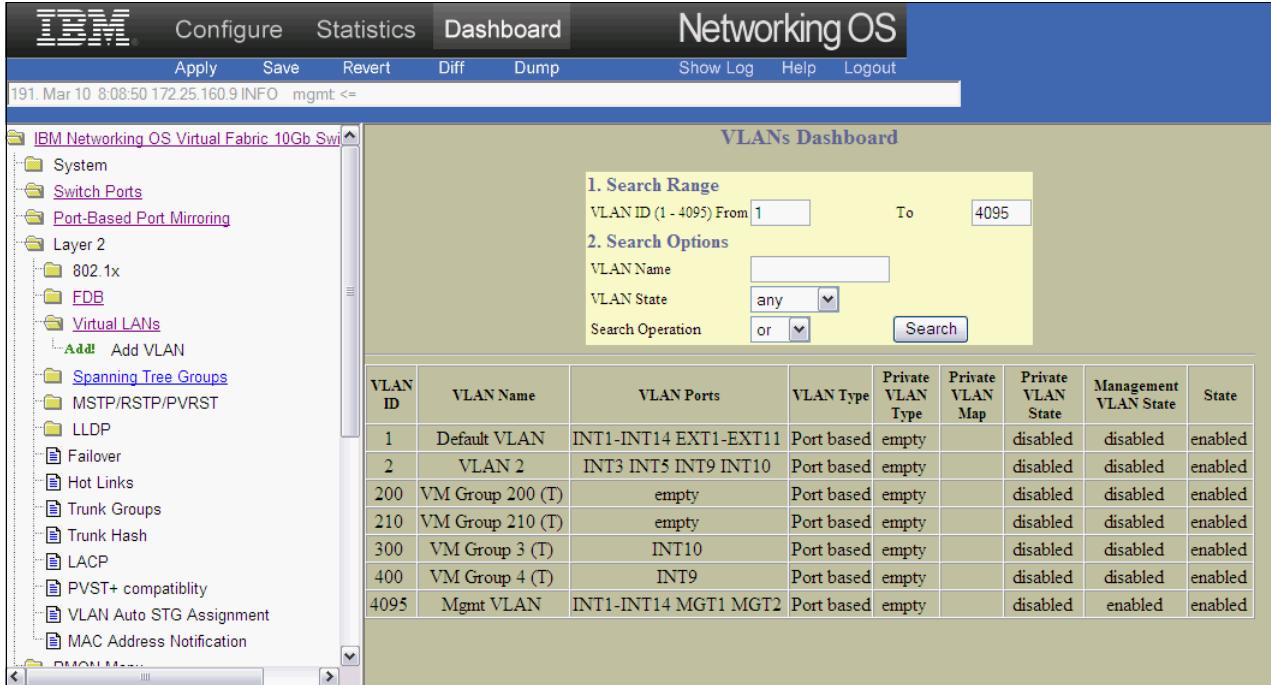 IBM Configure Statistics Dashboard Networking OS
Apply Save Revert Diff Dump Show Log Help Logout
191. Mar 10 8:08:50 172.25.160.9 INFO mgmt: <=
IBM Networking OS Virtual Fabric 10Gb Swi
System
Switch Ports
Port-Based Port Mirroring
Layer 2
802.1x
FDB
Virtual LANs
Add! Add VLAN
Spanning Tree Groups
MSTP/RSTP/PVRST
LLDP
Failover
Hot Links
Trunk Groups
Trunk Hash
LACP
PVST+ compatiblity
VLAN Auto STG Assignment
MAC Address Notification
RMON Menu
VLANs Dashboard
1. Search Range
VLAN ID (1 - 4095) From 1 To 4095
2. Search Options
VLAN Name
VLAN State any
Search Operation or Search
VLAN ID VLAN Name VLAN Ports VLAN Type Private VLAN Type Private VLAN Map Private VLAN State Management VLAN State State
1 Default VLAN INT1-INT14 EXT1-EXT11 Port based empty disabled disabled enabled
2 VLAN 2 INT3 INT5 INT9 INT10 Port based empty disabled disabled enabled
200 VM Group 200 (T) empty Port based empty disabled disabled enabled
210 VM Group 210 (T) empty Port based empty disabled disabled enabled
300 VM Group 3 (T) INT10 Port based empty disabled disabled enabled
400 VM Group 4 (T) INT9 Port based empty disabled disabled enabled
4095 Mgmt VLAN INT1-INT14 MGT1 MGT2 Port based empty disabled enabled enabled